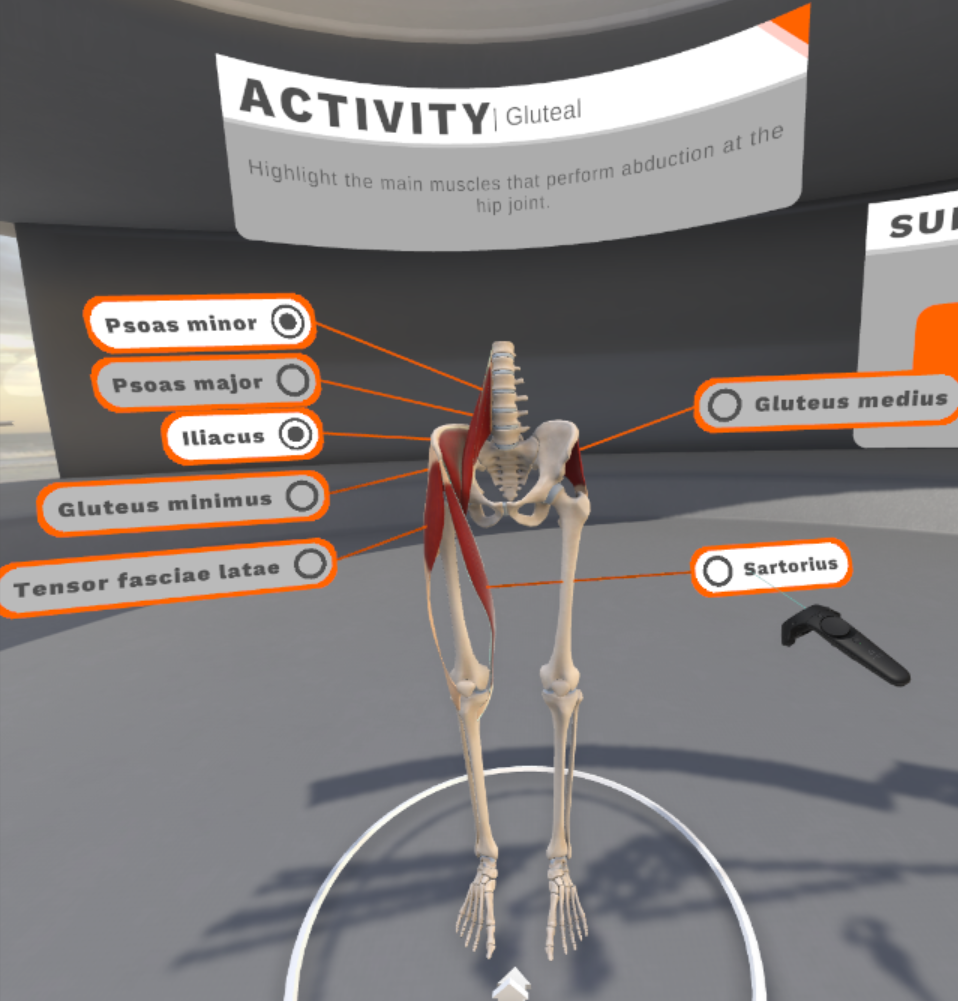 ACTIVITY | Gluteal
Highlight the main muscles that perform abduction at the
hip joint.
Psoas minor
Psoas major
Iliacus
Gluteus minimus
Tensor fasciae latae
Gluteus medius
Sartorius